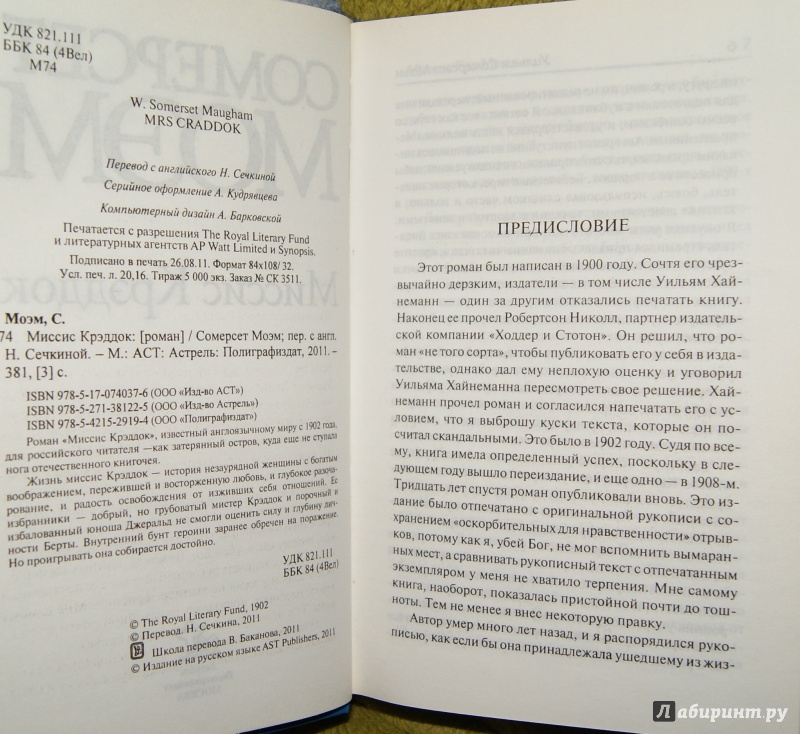 УДК 821.111
ББК 84 (4Вел)
М74
W. Somerset Maugham
MRS CRADDOK
Перевод с английского Н. Сечкиной
Серийное оформление А. Кудрявцева
Компьютерный дизайн А. Барковской
Печатается с разрешения The Royal Literary Fund
и литературных агентств AP Watt Limited и Synopsis.
Подписано в печать 26.08.11. Формат 84x108/32.
Усл. печ. л. 20,16. Тираж 5 000 экз. Заказ № СК 3511.
Моэм, С.
74 Миссис Крэддок: [роман] / Сомерсет Моэм; пер. с англ.
Н. Сечкиной. – М.: АСТ: Астрель: Полиграфиздат, 2011. –
381, [3] с.
ISBN 978-5-17-074037-6 (ООО «Изд-во АСТ»)
ISBN 978-5-271-38122-5 (ООО «Изд-во Астрель»)
ISBN 978-5-4215-2919-4 (ООО «Полиграфиздат»)
Роман «Миссис Крэддок», известный англоязычному миру с 1902 года,
для российского читателя —как затерянный остров, куда еще не ступала
нога отечественного книгочея.
Жизнь миссис Крэддок — история незаурядной женщины с богатым
воображением, пережившей и восторженную любовь, и глубокое разоча-
рование, и радость освобождения от изживших себя отношений. Ее
избранники — добрый, но грубоватый мистер Крэддок и порочный и
избалованный юноша Джеральд не смогли оценить силу и глубину лич-
ности Берты. Внутренний бунт героини заранее обречен на поражение.
Но проигрывать она собирается достойно.
УДК 821.111
ББК 84 (4Вел)
© The Royal Literary Fund, 1902
© Перевод. Н. Сечкина, 2011
Школа перевода В. Баканова, 2011
© Издание на русском языке AST Publishers, 2011
ПРЕДИСЛОВИЕ
Этот роман был написан в 1900 году. Сочтя его чрез-
вычайно дерзким, издатели — в том числе Уильям Хай-
неманн — один за другим отказались печатать книгу.
Наконец ее прочел Робертсон Николл, партнер издатель-
ской компании «Ходдер и Стотон». Он решил, что ро-
ман «не того сорта», чтобы публиковать его у себя в изда-
тельстве, однако дал ему неплохую оценку и уговорил
Уильяма Хайнеманна пересмотреть свое решение. Хай-
неманн прочел роман и согласился напечатать его с ус-
ловием, что я выброшу куски текста, которые он по-
считал скандальными. Это было в 1902 году. Судя по все-
му, книга имела определенный успех, поскольку в сле-
дующем году вышло переиздание, и еще одно — в 1908-м.
Тридцать лет спустя роман опубликовали вновь. Это из-
дание было отпечатано с оригинальной рукописи с со-
хранением «оскорбительных для нравственности» отрыв-
ков, потому как я, убей Бог, не мог вспомнить вымаран-
ных мест, а сравнивать рукописный текст с отпечатанным
экземпляром у меня не хватило терпения. Мне самому
книга, наоборот, показалась пристойной почти до тош-
ноты. Тем не менее я внес некоторую правку.
Автор умер много лет назад, и я распорядился руко-
писью, как если бы она принадлежала ушедшему из жиз-
Лабиринт.ру